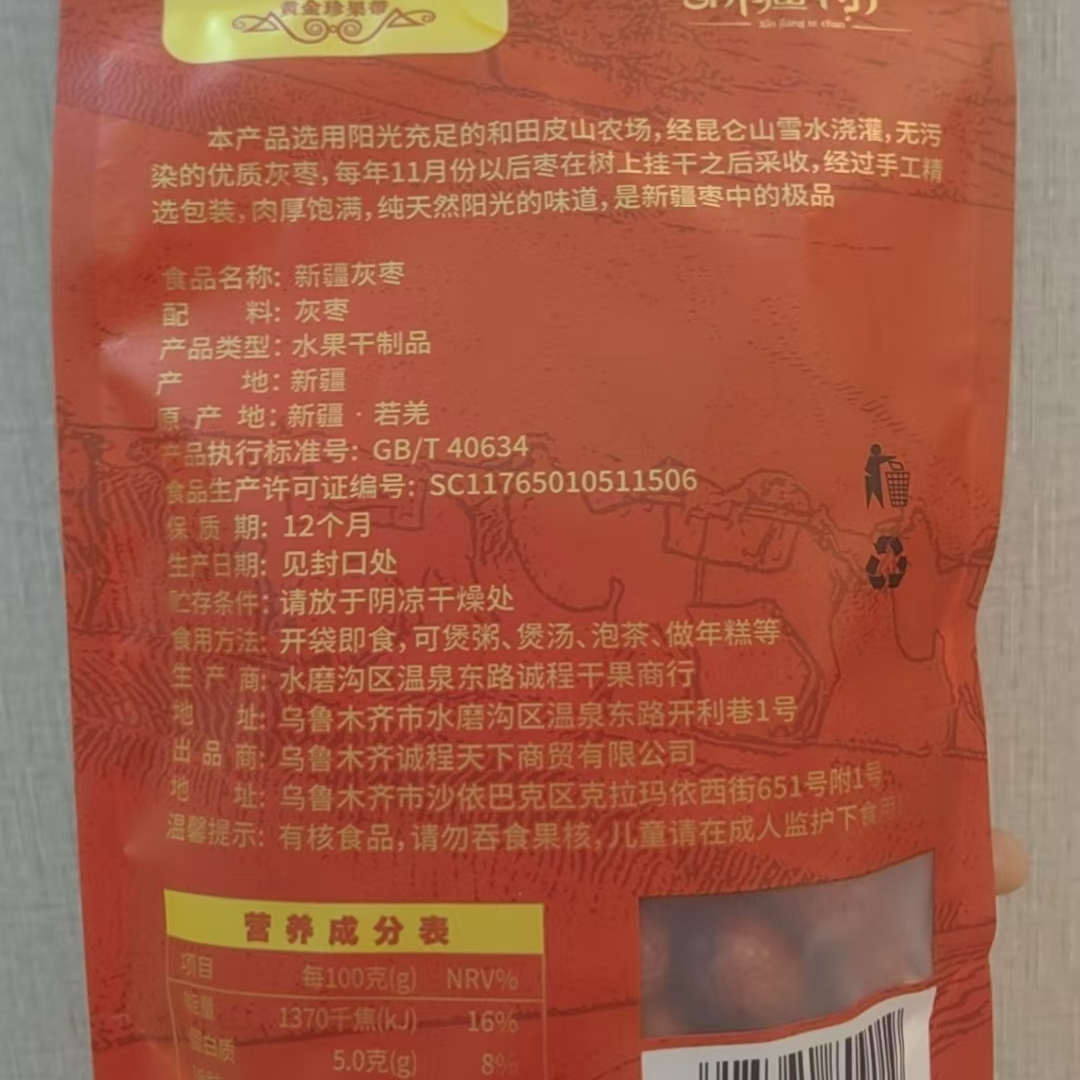 黄金珍果带
Xin jiang te chan
本产品选用阳光充足的和田皮山农场,经昆仑山雪水浇灌,无污
染的优质灰枣,每年11月份以后枣在树上挂干之后采收,经过手工精
选包装,肉厚饱满,纯天然阳光的味道,是新疆枣中的极品
食品名称: 新疆灰枣
配 料: 灰枣
产品类型: 水果干制品
产 地: 新疆
原 产 地: 新疆 · 若羌
产品执行标准号: GB/T 40634
食品生产许可证编号: SC11765010511506
保 质 期: 12个月
生产日期: 见封口处
贮存条件: 请放于阴凉干燥处
食用方法: 开袋即食,可煲粥、煲汤、泡茶、做年糕等
生 产 商: 水磨沟区温泉东路诚程干果商行
地 址: 乌鲁木齐市水磨沟区温泉东路开利巷1号
出 品 商: 乌鲁木齐诚程天下商贸有限公司
地 址: 乌鲁木齐市沙依巴克区克拉玛依西街651号附1号
温馨提示: 有核食品,请勿吞食果核,儿童请在成人监护下食用
营养成分表
项目 每100克(g) NRV%
能量 1370千焦(kJ) 16%
蛋白质 5.0克(g) 8%